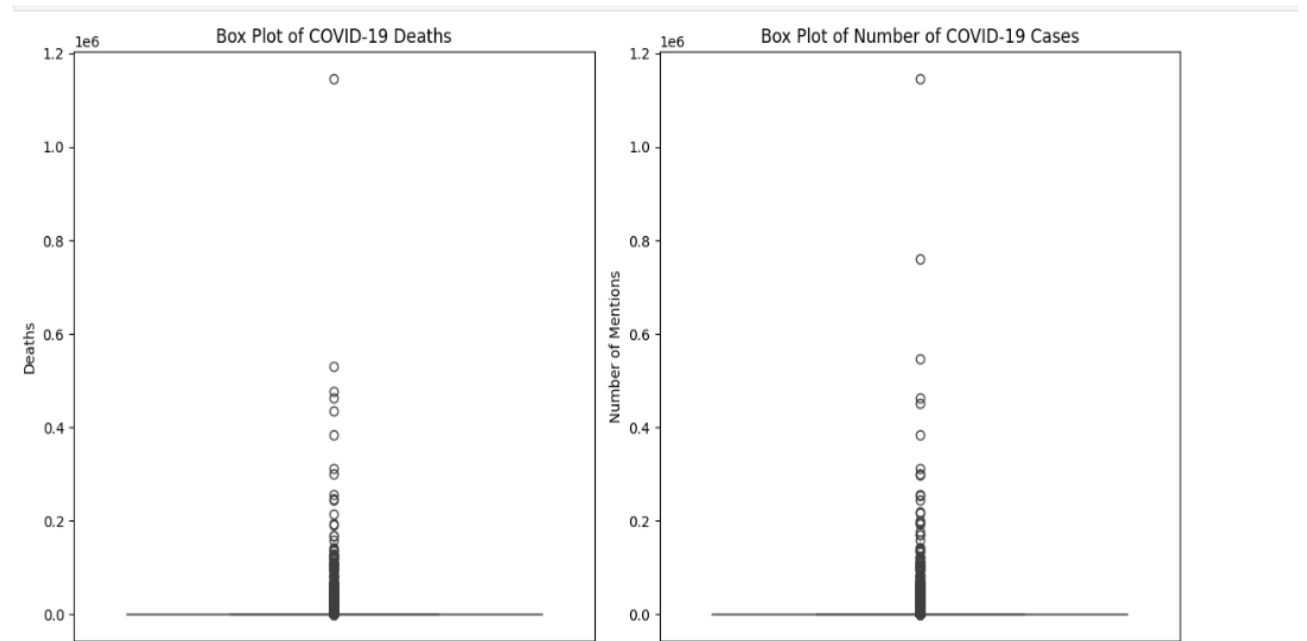 Box Plot of COVID-19 Deaths
1e6
1.2
1.0
0.8
0.6
0.4
0.2
0.0
Deaths
Box Plot of Number of COVID-19 Cases
1e6
1.2
1.0
0.8
0.6
0.4
0.2
0.0
Number of Mentions